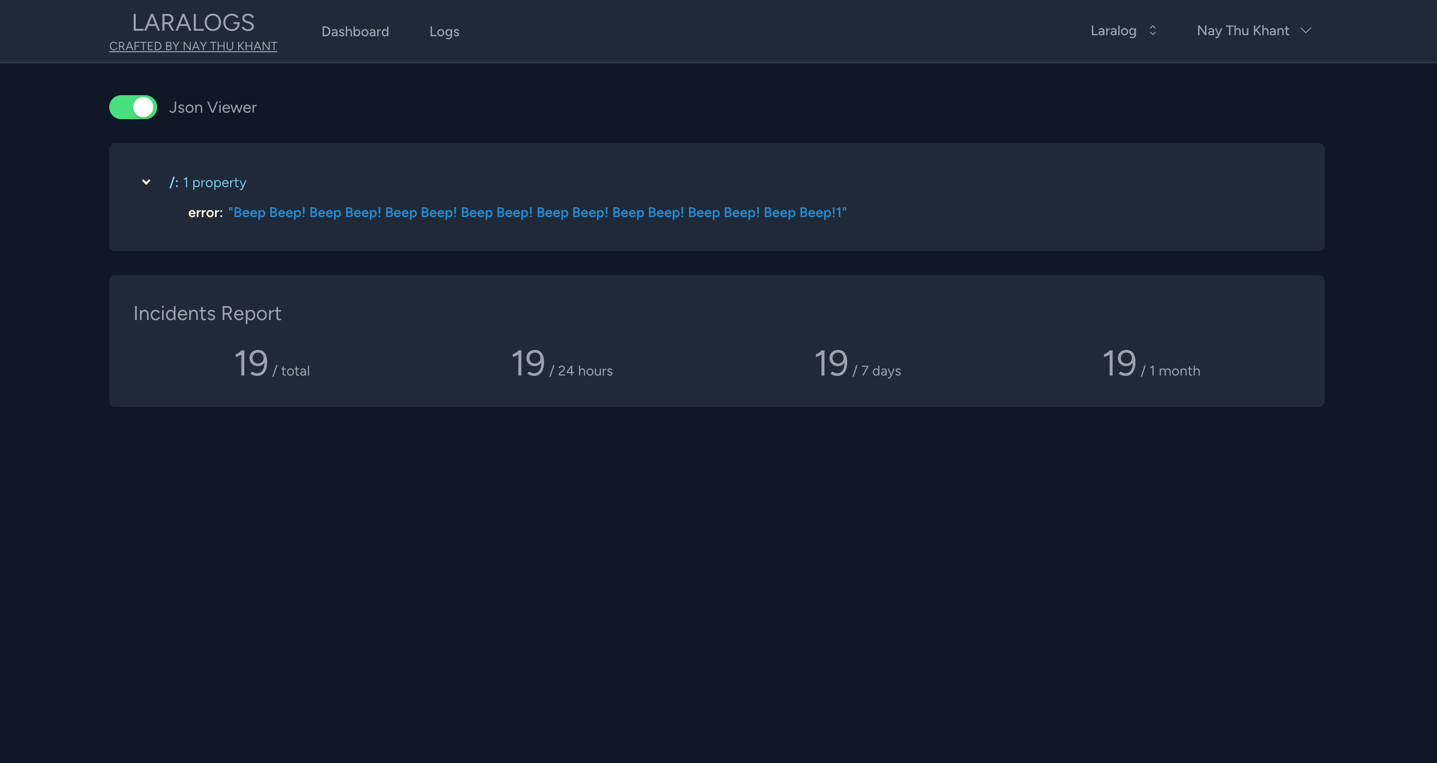 LARALOGS
CRAFTED BY NAY THU KHANT
Dashboard
Logs
Laralog
Nay Thu Khant
Json Viewer
/: 1 property
error: "Beep Beep! Beep Beep! Beep Beep! Beep Beep! Beep Beep! Beep Beep! Beep Beep! Beep Beep!1"
Incidents Report
19 / total
19 / 24 hours
19 / 7 days
19 / 1 month